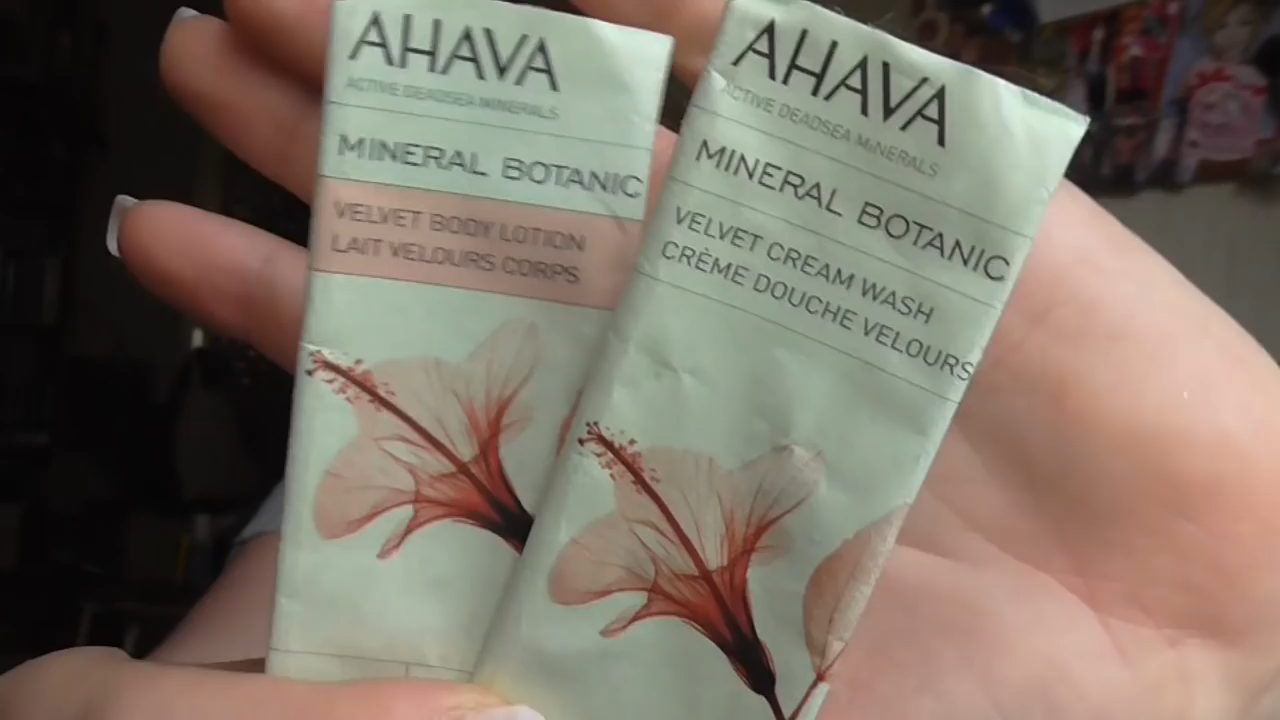 AHAVA
ACTIVE DEADSEA MINERALS
MINERAL BOTANIC
VELVET BODY LOTION
LAIT VELOURS CORPS
AHAVA
ACTIVE DEADSEA MINERALS
MINERAL BOTANIC
VELVET CREAM WASH
CRÈME DOUCHE VELOURS